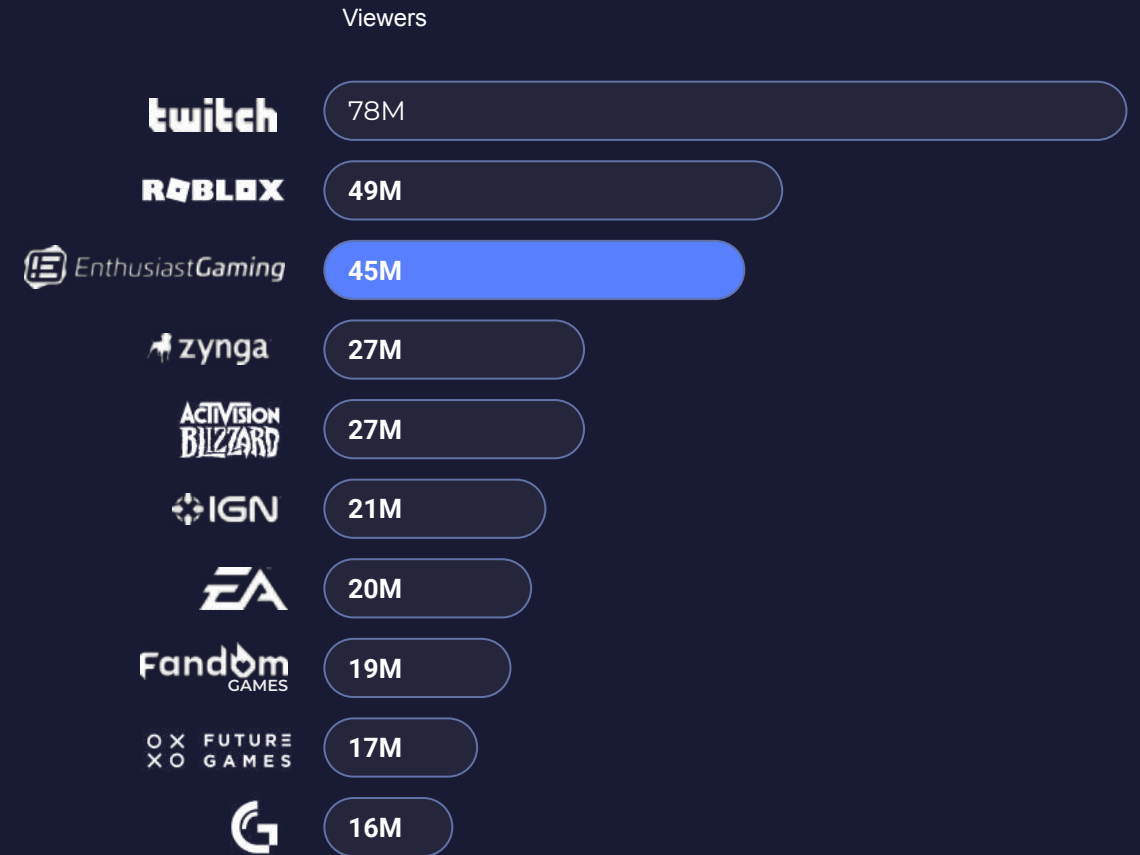 Viewers
twitch
78M
ROBLOX
49M
EnthusiastGaming
45M
zynga
27M
ACTIVISION
BLIZZARD
27M
IGN
21M
EA
20M
Fandom
GAMES
19M
OX FUTURE
XO GAMES
17M
G
16M